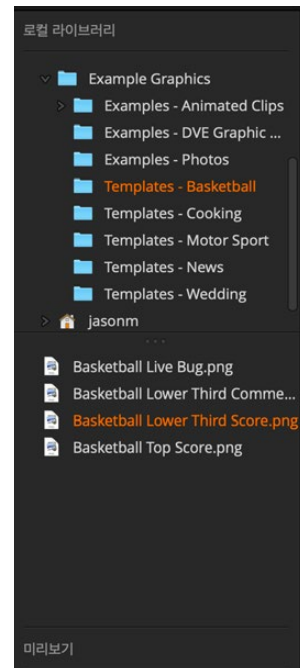 로컬 라이브러리
Example Graphics
Examples - Animated Clips
Examples - DVE Graphic ...
Examples - Photos
Templates - Basketball
Templates - Cooking
Templates - Motor Sport
Templates - News
Templates - Wedding
jasonm
Basketball Live Bug.png
Basketball Lower Third Comme...
Basketball Lower Third Score.png
Basketball Top Score.png
미리보기